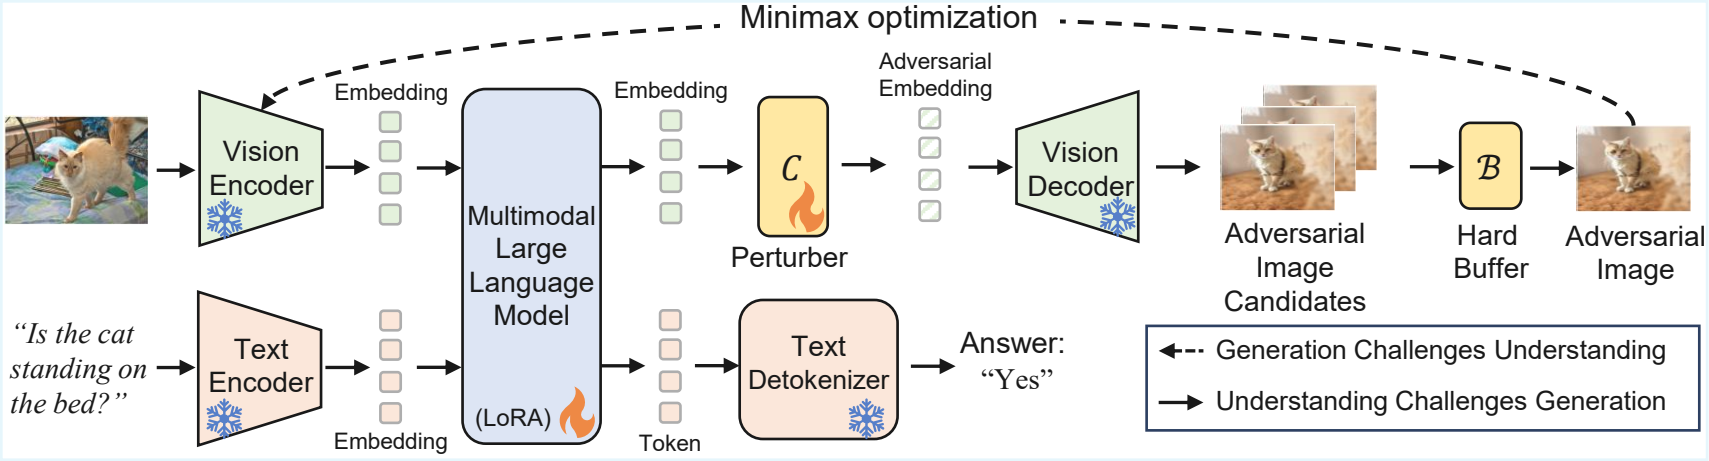 Minimax optimization
Embedding
Embedding
Adversarial
Embedding
Vision
Encoder
Multimodal
Large
Language
Model
(LoRA)
C
Perturber
Vision
Decoder
Adversarial
Image
Candidates
B
Hard
Buffer
Adversarial
Image
“Is the cat
standing on
the bed?”
Text
Encoder
Embedding
Token
Text
Detokenizer
Answer:
“Yes”
Generation Challenges Understanding
Understanding Challenges Generation